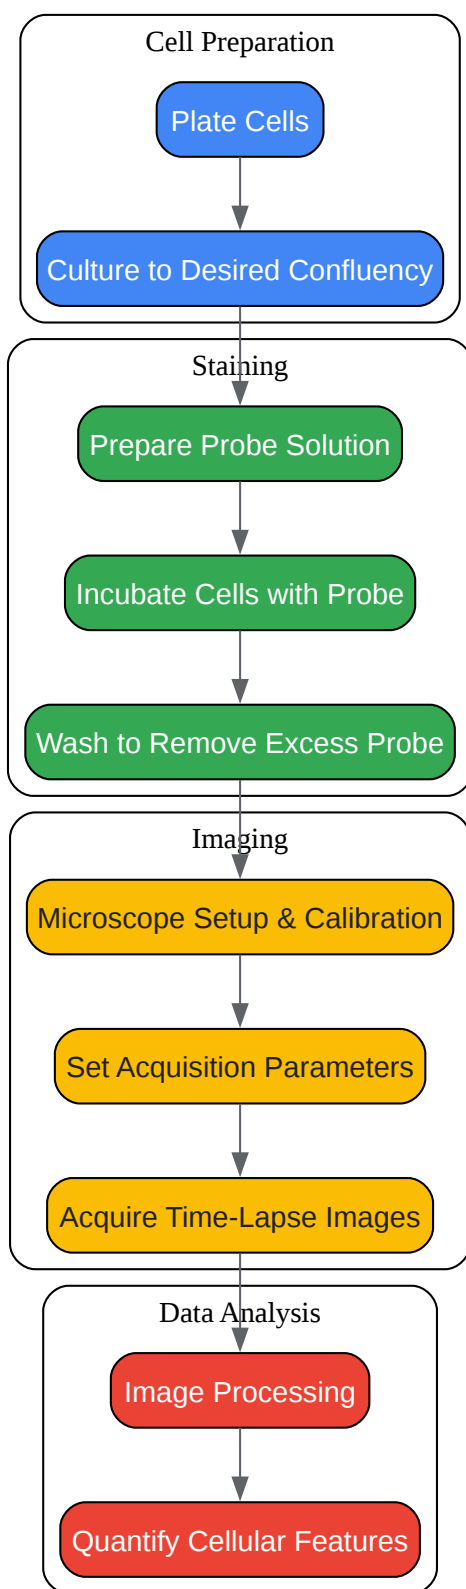 Cell Preparation
Plate Cells
Culture to Desired Confluency
Staining
Prepare Probe Solution
Incubate Cells with Probe
Wash to Remove Excess Probe
Imaging
Microscope Setup & Calibration
Set Acquisition Parameters
Acquire Time-Lapse Images
Data Analysis
Image Processing
Quantify Cellular Features